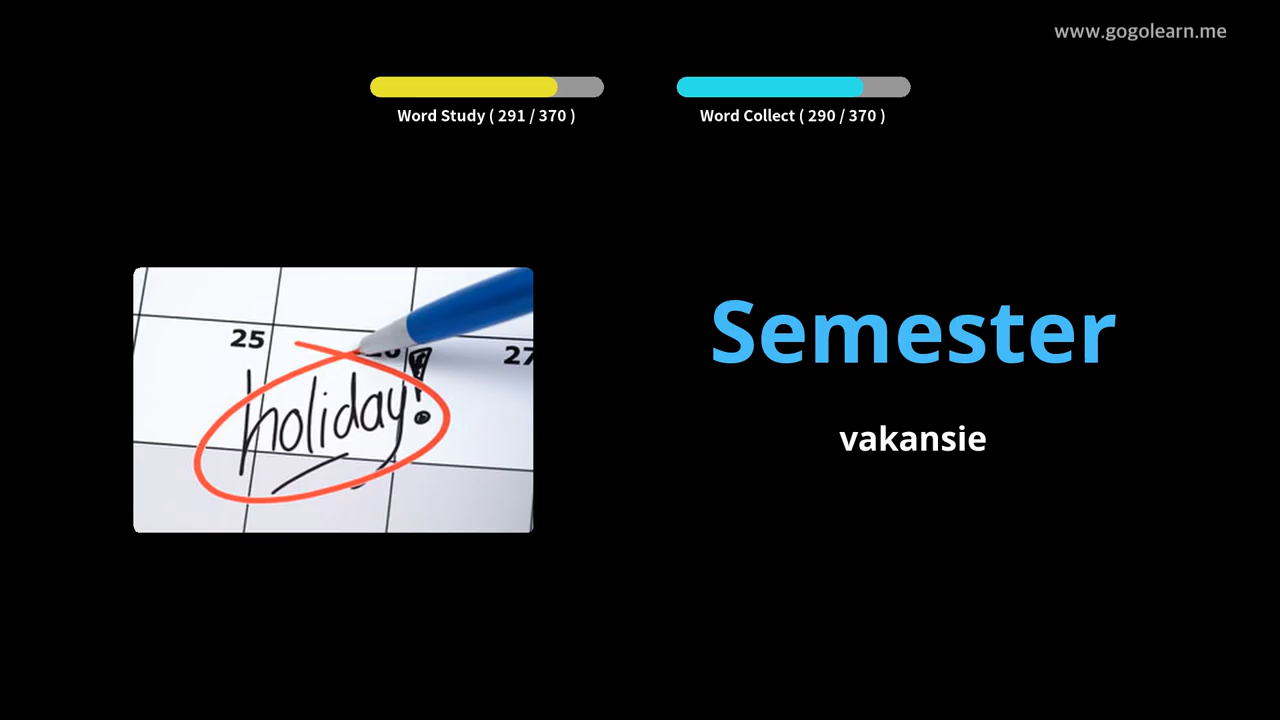 www.gogolearn.me
Word Study ( 291 / 370 )
Word Collect ( 290 / 370 )
25
27
holiday!
Semester
vakansie